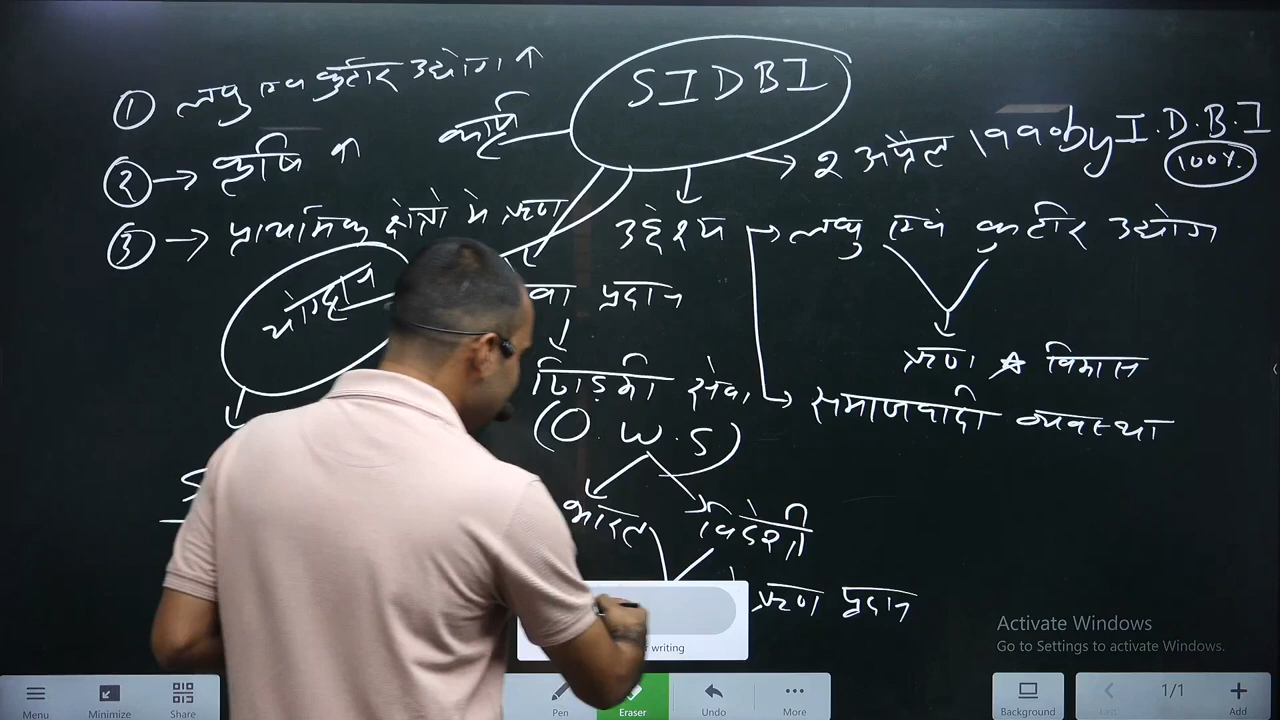 SIDBI
① लघु एवं कुटीर उद्योग ↑
कार्य
② → कृषि ↑
→ २ अप्रैल 1990 by I.D.B.I
100%
③ → प्राथमिक क्षेत्रो मे ऋण
उद्देश्य → लघु एवं कुटीर उद्योग
योग्दान
वा प्रदान
ऋण विकास
खिड़की सेवा
→ समाजवादी व्यवस्था
(O.W.S)
S
भारत विदेशी
ऋण प्रदान
writing
Activate Windows
Go to Settings to activate Windows.
Menu Minimize Share Pen Eraser Undo More Background 1/1 Add